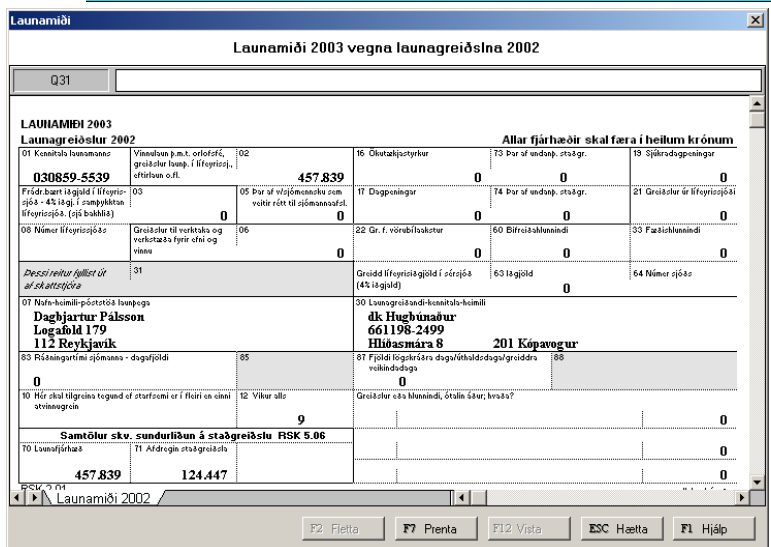 Launamiði
Launamiði 2003 vegna launagreiðslna 2002
Q31
LAUNAMIÐI 2003
Launagreiðslur 2002
Allar fjárhæðir skal færa í heilum krónum
01 Kennitala launamanns
030859-5539
Vinnulaun þ.m.t. orlofsfé,
greiðslur launþ. í lífeyrissj.,
eftirlaun o.fl.
02
457.839
16 Ökutækjastyrkur
0
73 Þar af undanþ. staðgr.
0
19 Sjúkradagpeningar
0
Frádr.bært iðgjald í lífeyris-
sjóð - 4% iðgj. í samþykktan
lífeyrissjóð. (sjá bakhlið)
03
0
05 Þar af v/sjómennsku sem
veitir rétt til sjómannaafsl.
0
17 Dagpeningar
0
74 Þar af undanþ. staðgr.
0
21 Greiðslur úr lífeyrissjóði
0
08 Númer lífeyrissjóðs
Greiðslur til verktaka og
verkstæða fyrir efni og
vinnu
06
0
22 Gr. f. vörubílaakstur
0
60 Bifreiðahlunnindi
0
33 Fæðishlunnindi
0
Þessi reitur fyllist út
af skattstjóra
31
Greidd lífeyrisiðgjöld í sérsjóð
(4% iðgjald)
63 Iðgjöld
0
64 Númer sjóðs
07 Nafn-heimili-póststöð launþega
Dagbjartur Pálsson
Logafold 179
112 Reykjavík
30 Launagreiðandi-kennitala-heimili
dk Hugbúnaður
661198-2499
Hlíðasmára 8 201 Kópavogur
83 Ráðningartími sjómanna - dagafjöldi
0
85
87 Fjöldi lögskráðra daga/úthaldsdaga/greiddra
veikindadaga
0
88
10 Hér skal tilgreina tegund ef starfsemi er í fleiri en einni
atvinnugrein
12 Vikur alls
9
Greiðslur eða hlunnindi, ótalin áður; hvaða?
0
Samtölur skv. sundurliðun á staðgreiðslu RSK 5.06
0
70 Launafjárhæð
457.839
71 Afdregin staðgreiðsla
124.447
0
RSK 2.01
Launamiði 2002
F2 Fletta
F7 Prenta
F12 Vista
ESC Hætta
F1 Hjálp